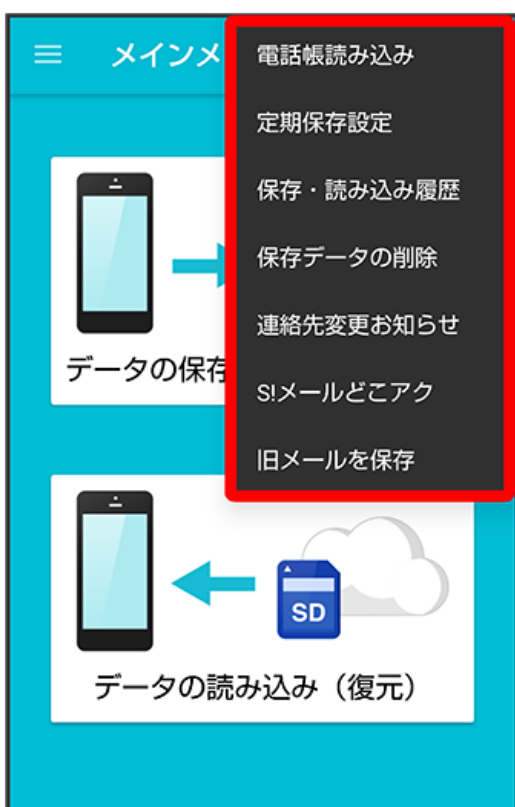 メインメ
電話帳読み込み
定期保存設定
保存・読み込み履歴
保存データの削除
連絡先変更お知らせ
S!メールどこアク
旧メールを保存
データの保存
SD
データの読み込み（復元）